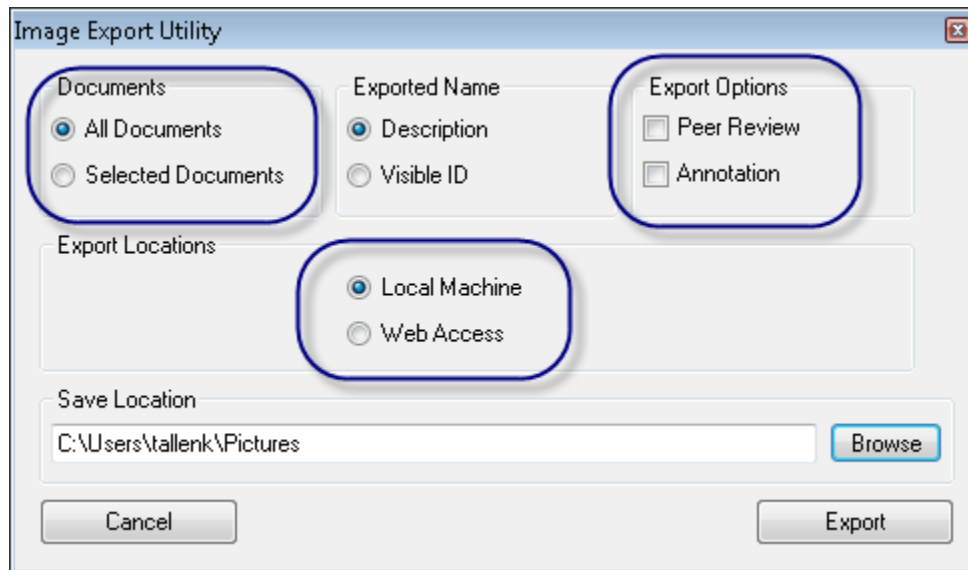 Image Export Utility
Documents
All Documents
Selected Documents
Exported Name
Description
Visible ID
Export Options
Peer Review
Annotation
Export Locations
Local Machine
Web Access
Save Location
C:\Users\tallenk\Pictures
Browse
Cancel
Export